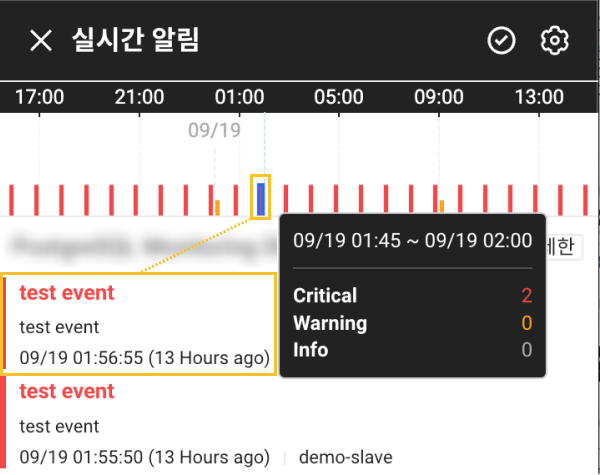 실시간 알림
17:00 21:00 01:00 05:00 09:00 13:00
09/19
09/19 01:45 ~ 09/19 02:00
Critical 2
Warning 0
Info 0
test event
test event
09/19 01:56:55 (13 Hours ago)
test event
test event
09/19 01:55:50 (13 Hours ago) demo-slave